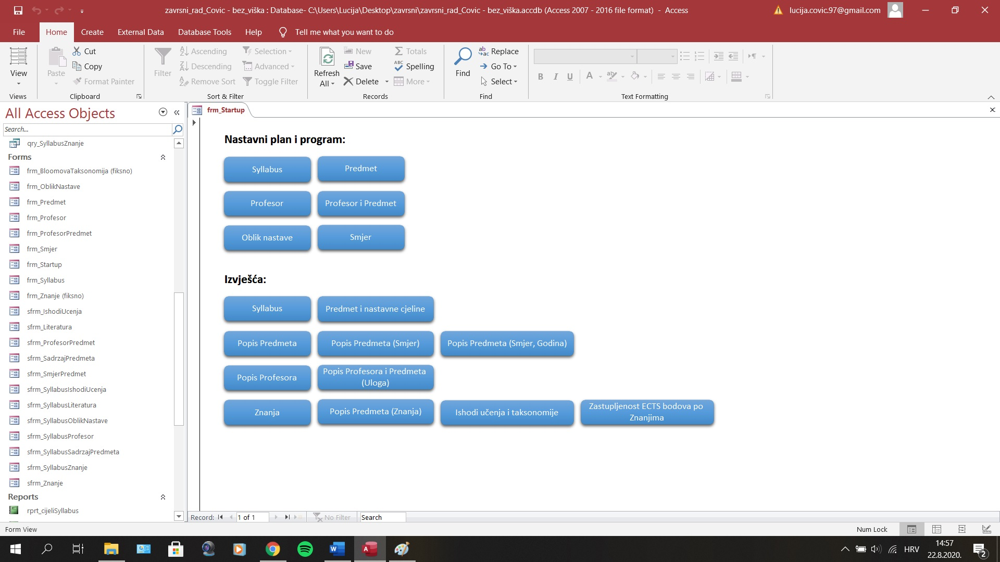 zavrsni_rad_Covic - bez_viška : Database- C:\Users\Lucija\Desktop\zavrsni\zavrsni_rad_Covic - bez_viška.accdb (Access 2007 - 2016 file format) - Access
lucija.covic.97@gmail.com
File Home Create External Data Database Tools Help Tell me what you want to do
View
Views
Paste
Cut
Copy
Format Painter
Clipboard
Filter
Ascending
Descending
Remove Sort
Selection
Advanced
Toggle Filter
Sort & Filter
Refresh
All
New
Save
Delete
Totals
Spelling
More
Records
Find
Replace
Go To
Select
Find
B I U A
Text Formatting
All Access Objects
Search...
qry_SyllabusZnanje
Forms
frm_BloomovaTaksonomija (fiksno)
frm_OblikNastave
frm_Predmet
frm_Profesor
frm_ProfesorPredmet
frm_Smjer
frm_Startup
frm_Syllabus
frm_Znanje (fiksno)
sfrm_IshodiUcenja
sfrm_Literatura
sfrm_ProfesorPredmet
sfrm_SadrzajPredmeta
sfrm_SmjerPredmet
sfrm_SyllabusIshodiUcenja
sfrm_SyllabusLiteratura
sfrm_SyllabusOblikNastave
sfrm_SyllabusProfesor
sfrm_SyllabusSadrzajPredmeta
sfrm_SyllabusZnanje
sfrm_Znanje
Reports
rprt_cijeliSyllabus
frm_Startup
Nastavni plan i program:
Syllabus
Predmet
Profesor
Profesor i Predmet
Oblik nastave
Smjer
Izvješća:
Syllabus
Predmet i nastavne cjeline
Popis Predmeta
Popis Predmeta (Smjer)
Popis Predmeta (Smjer, Godina)
Popis Profesora
Popis Profesora i Predmeta
(Uloga)
Znanja
Popis Predmeta (Znanja)
Ishodi učenja i taksonomije
Zastupljenost ECTS bodova po
Znanjima
Record: 1 of 1 No Filter Search
Form View
Num Lock
HRV
14:57
22.8.2020.
2